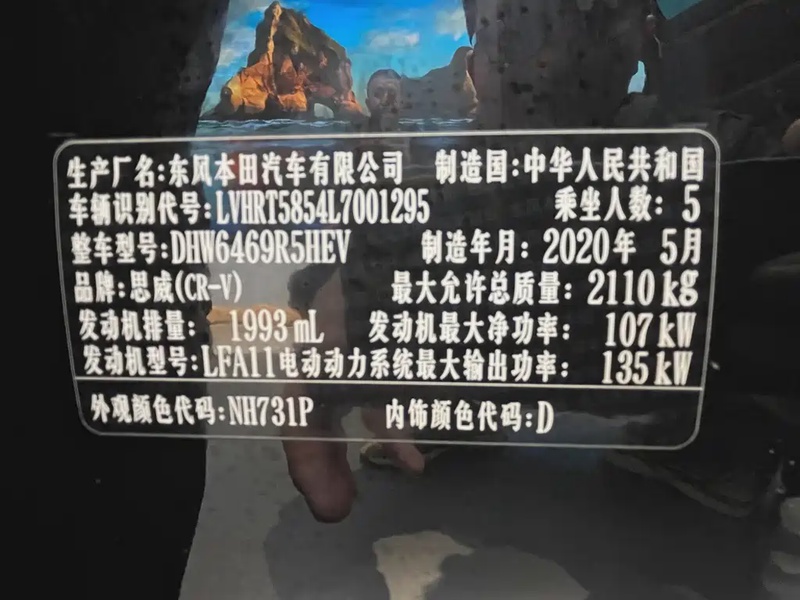 生产厂名:东风本田汽车有限公司 制造国:中华人民共和国
车辆识别代号:LVHRT5854L7001295 乘坐人数: 5
整车型号:DHW6469R5HEV 制造年月: 2020年 5月
品牌:思威(CR-V) 最大允许总质量: 2110 kg
发动机排量: 1993 mL 发动机最大净功率: 107 kW
发动机型号:LFA11电动动力系统最大输出功率: 135 kW
外观颜色代码:NH731P 内饰颜色代码:D